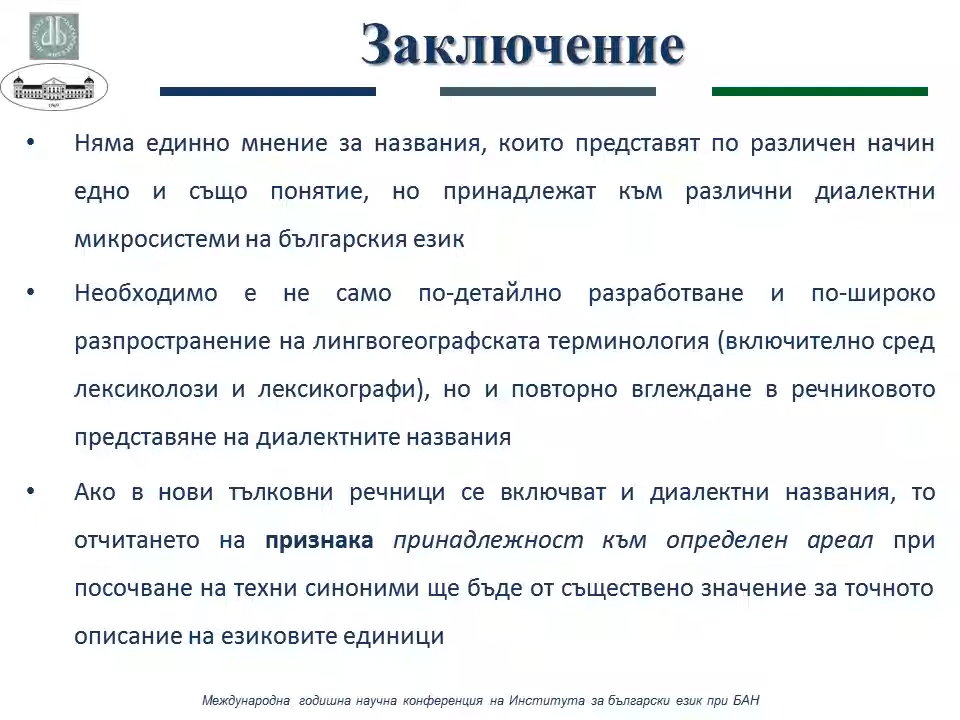 Заключение
• Няма единно мнение за названия, които представят по различен начин
едно и също понятие, но принадлежат към различни диалектни
микросистеми на българския език
• Необходимо е не само по-детайлно разработване и по-широко
разпространение на лингвогеографската терминология (включително сред
лексиколози и лексикографи), но и повторно вглеждане в речниковото
представяне на диалектните названия
• Ако в нови тълковни речници се включват и диалектни названия, то
отчитането на признака принадлежност към определен ареал при
посочване на техни синоними ще бъде от съществено значение за точното
описание на езиковите единици
Международна годишна научна конференция на Института за български език при БАН